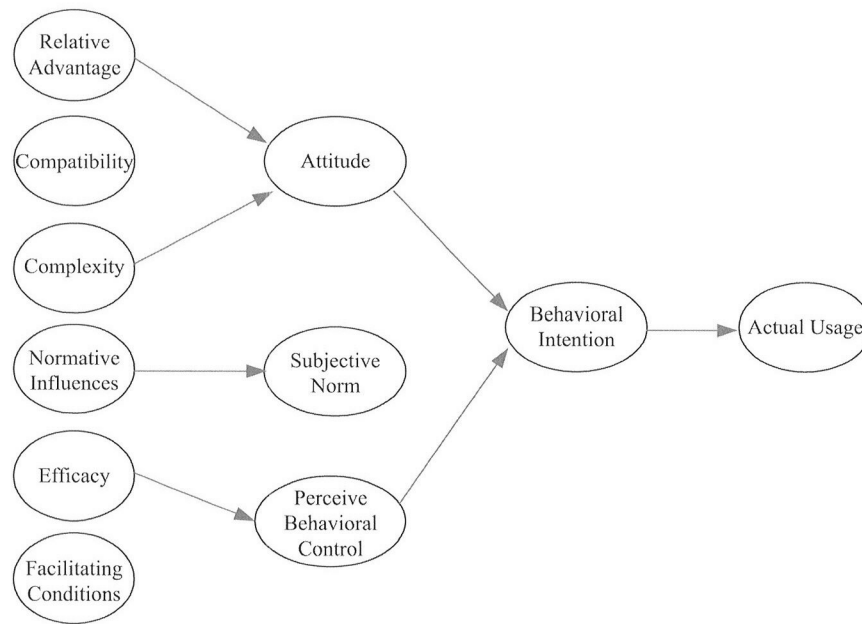 Relative
Advantage
Compatibility
Attitude
Complexity
Normative
Influences
Subjective
Norm
Behavioral
Intention
Actual Usage
Efficacy
Perceive
Behavioral
Control
Facilitating
Conditions